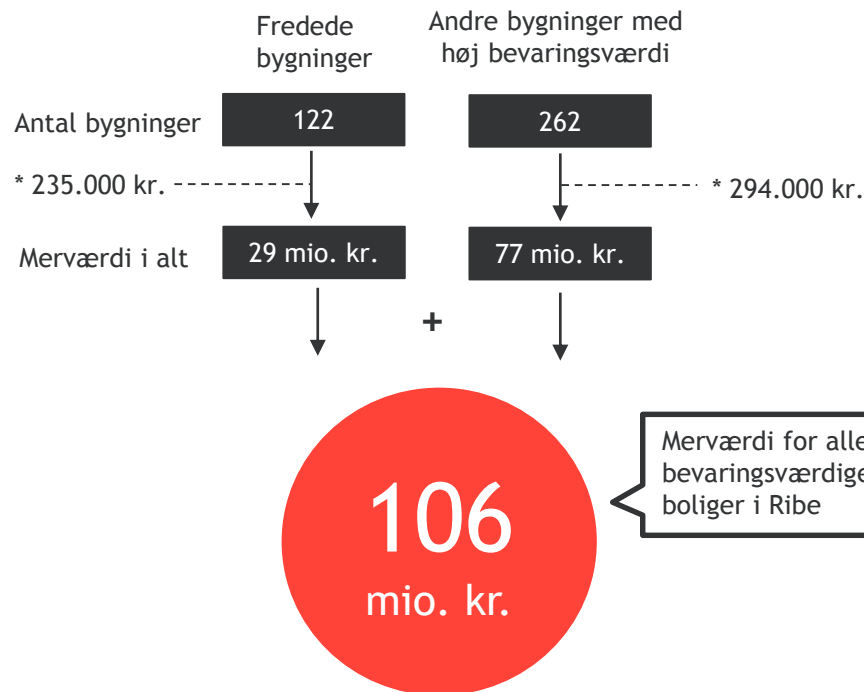 Fredede
bygninger
Andre bygninger med
høj bevaringsværdi
Antal bygninger
122
262
* 235.000 kr.
* 294.000 kr.
Merværdi i alt
29 mio. kr.
77 mio. kr.
+
106
mio. kr.
Merværdi for alle
bevaringsværdige
boliger i Ribe